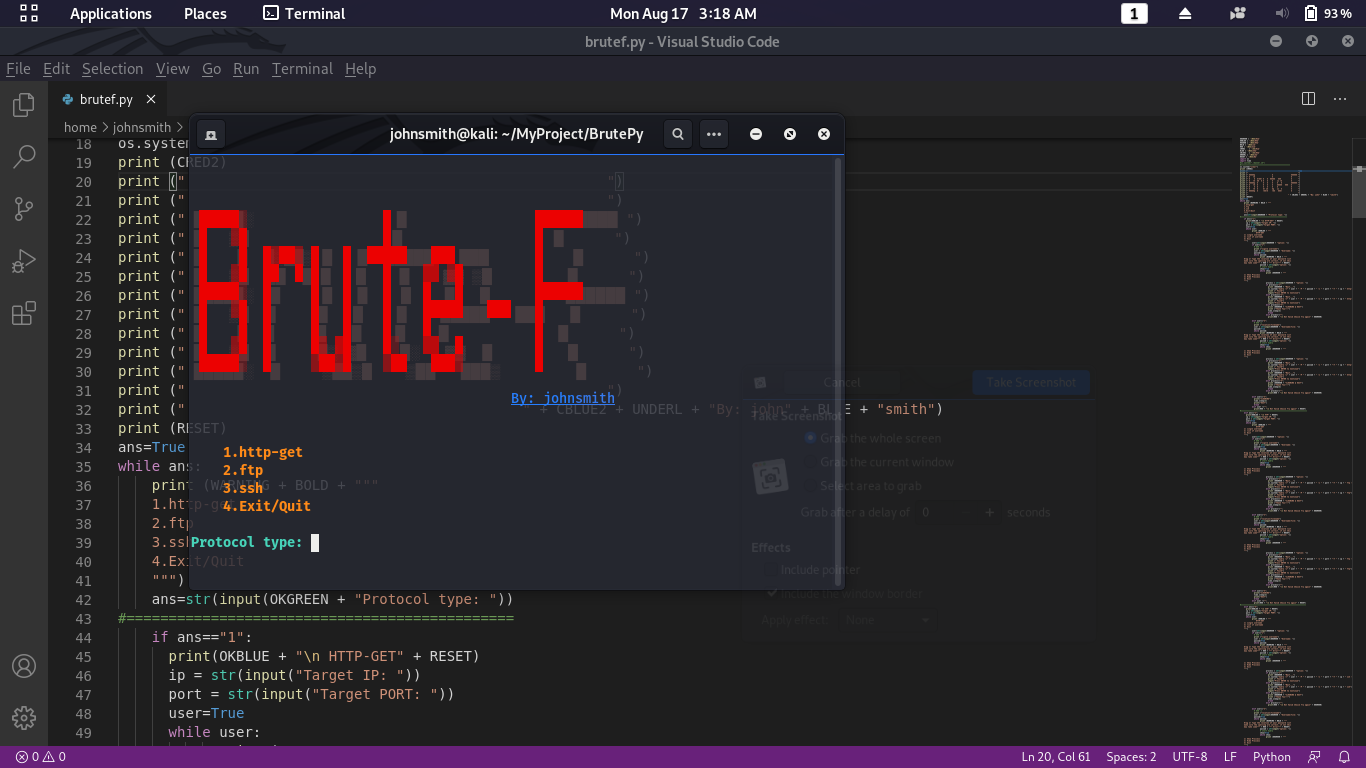 Applications Places Terminal Mon Aug 17 3:18 AM 1 93 %
brutef.py - Visual Studio Code
File Edit Selection View Go Run Terminal Help
brutef.py
home > johnsmith >
johnsmith@kali: ~/MyProject/BrutePy
Brute-F
By: johnsmith
1.http-get
2.ftp
3.ssh
4.Exit/Quit
Protocol type:
18 os.system
19 print (CRED2)
20 print (" ")
21 print (" ")
22 print (" ")
23 print (" ")
24 print (" ")
25 print (" ")
26 print (" ")
27 print (" ")
28 print (" ")
29 print (" ")
30 print (" ")
31 print (" ")
32 print (" " + CBLUE2 + UNDERL + "By: john" + BLUE + "smith")
33 print (RESET)
34 ans=True
35 while ans:
36 print (WARNING + BOLD + """
37 1.http-get
38 2.ftp
39 3.ssh
40 4.Exit/Quit
41 """)
42 ans=str(input(OKGREEN + "Protocol type: "))
43 #==============================================
44 if ans=="1":
45 print(OKBLUE + "\n HTTP-GET" + RESET)
46 ip = str(input("Target IP: "))
47 port = str(input("Target PORT: "))
48 user=True
49 while user:
Cancel Take Screenshot
Take Screenshot
Grab the whole screen
Grab the current window
Select area to grab
Grab after a delay of 0 + seconds
Effects
Include pointer
Include the window border
Apply effect: None
0 0 Ln 20, Col 61 Spaces: 2 UTF-8 LF Python